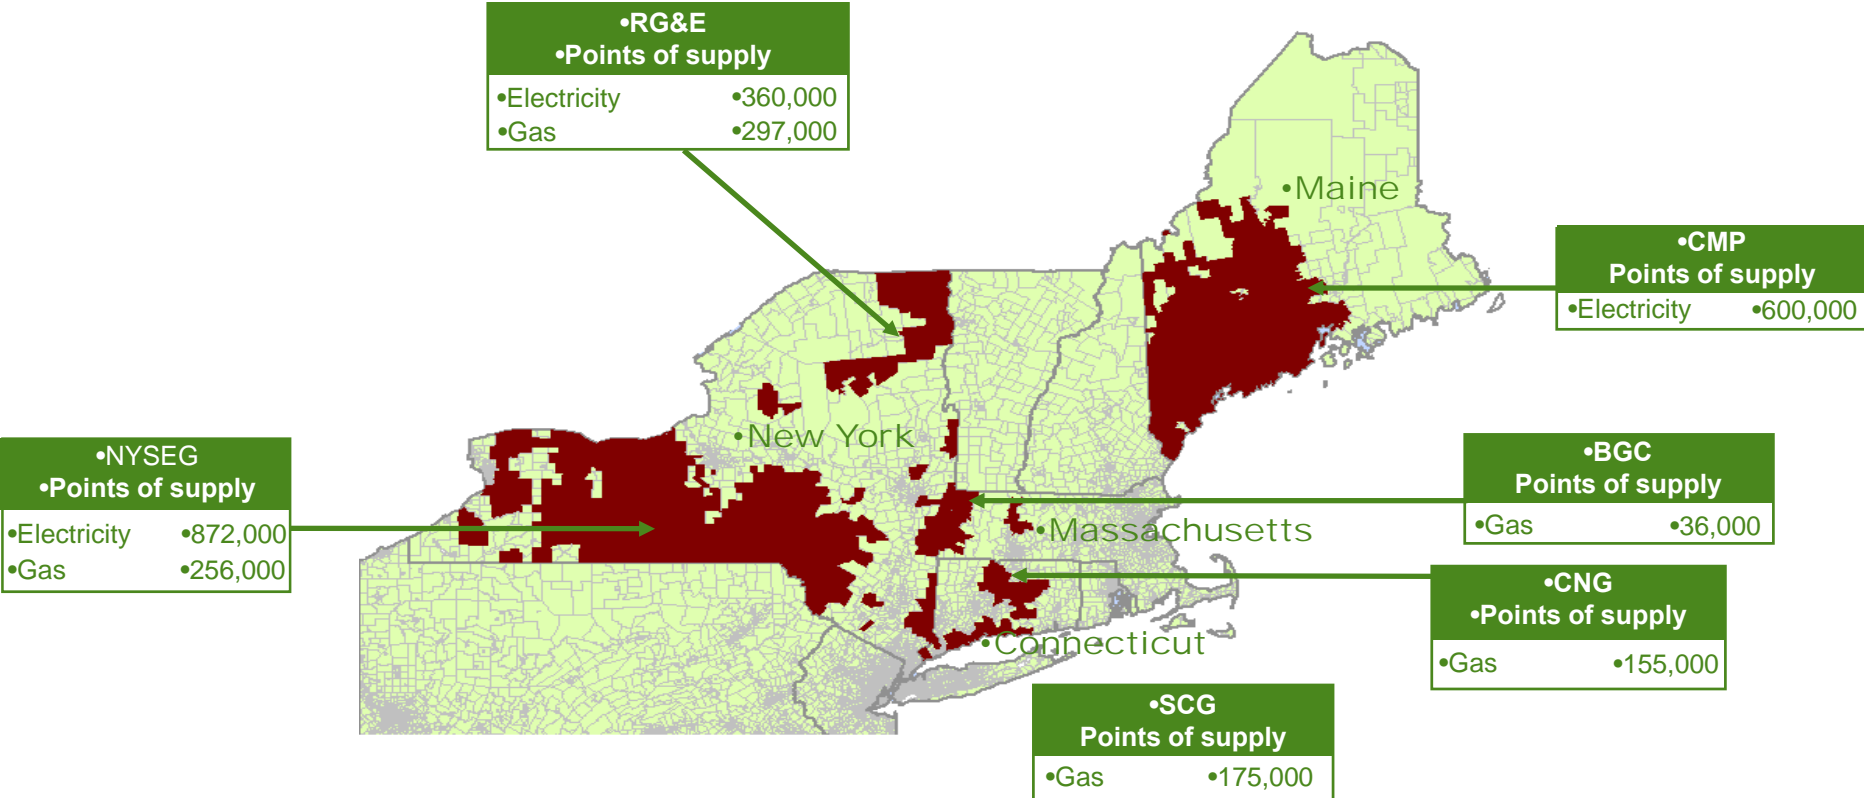 •RG&E
•Points of supply
•Electricity •360,000
•Gas •297,000
•Maine
•CMP
Points of supply
•Electricity •600,000
•New York
•NYSEG
•Points of supply
•Electricity •872,000
•Gas •256,000
•BGC
Points of supply
•Gas •36,000
•Massachusetts
•CNG
•Points of supply
•Gas •155,000
•Connecticut
•SCG
Points of supply
•Gas •175,000